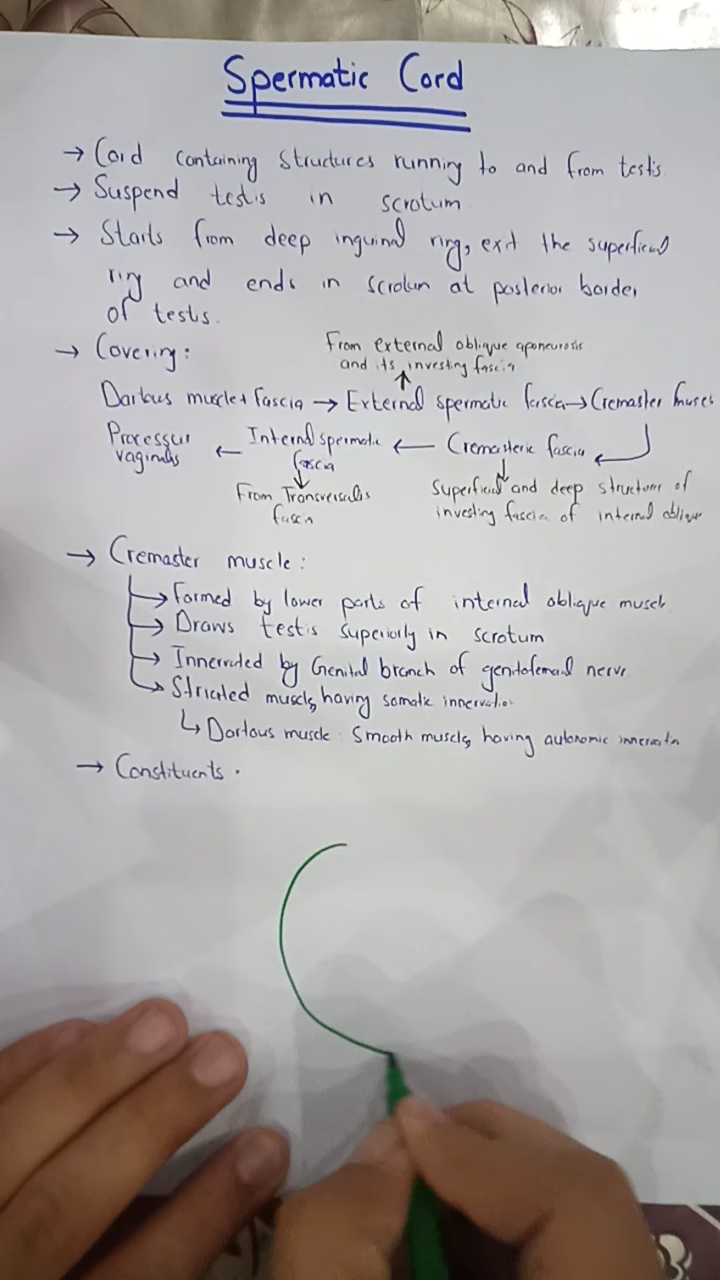 Spermatic Cord
→ Cord containing structures running to and from testis
→ Suspend testis in scrotum
→ Starts from deep inguinal ring, exit the superficial
ring and ends in scrotum at posterior border
of testis.
→ Covering:
From external oblique aponeurosis
and its investing fascia
Dartous muscle+ Fascia → External spermatic fascia → Cremaster muscle
Processus vaginalis ← Internal spermatic fascia ← Cremasteric fascia
From Transversalis fascia
Superficial and deep structure of
investing fascia of internal oblique
→ Cremaster muscle:
→ Formed by lower parts of internal oblique muscle
→ Draws testis superiorly in scrotum
→ Innervated by Genital branch of genitofemoral nerve
→ Striated muscle, having somatic innervation
↳ Dartous muscle: Smooth muscle, having autonomic innervation
→ Constituents.